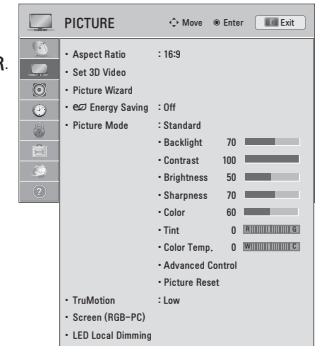 PICTURE Move Enter Exit
R.
• Aspect Ratio : 16:9
• Set 3D Video
• Picture Wizard
• Energy Saving : Off
• Picture Mode : Standard
• Backlight 70
• Contrast 100
• Brightness 50
• Sharpness 70
• Color 60
• Tint 0 R G
• Color Temp. 0 W C
• Advanced Control
• Picture Reset
• TruMotion : Low
• Screen (RGB-PC)
• LED Local Dimming